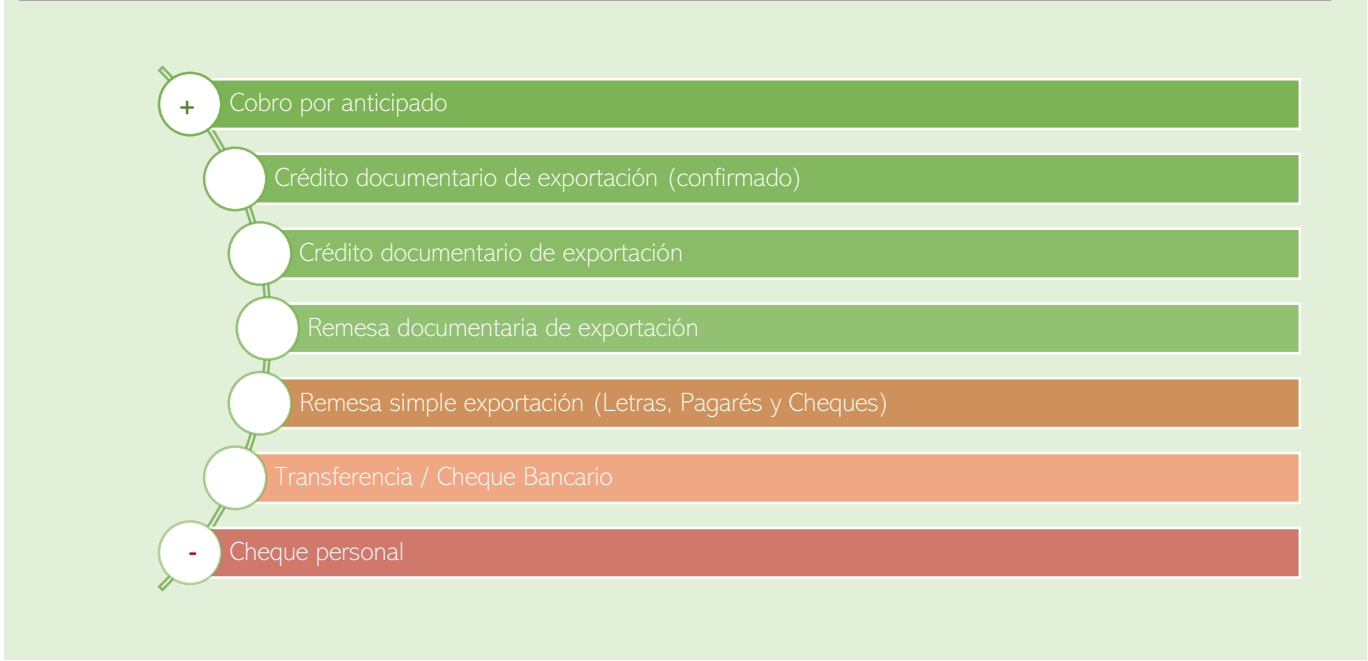 +
Cobro por anticipado
Crédito documentario de exportación (confirmado)
Crédito documentario de exportación
Remesa documentaria de exportación
Remesa simple exportación (Letras, Pagarés y Cheques)
Transferencia / Cheque Bancario
-
Cheque personal